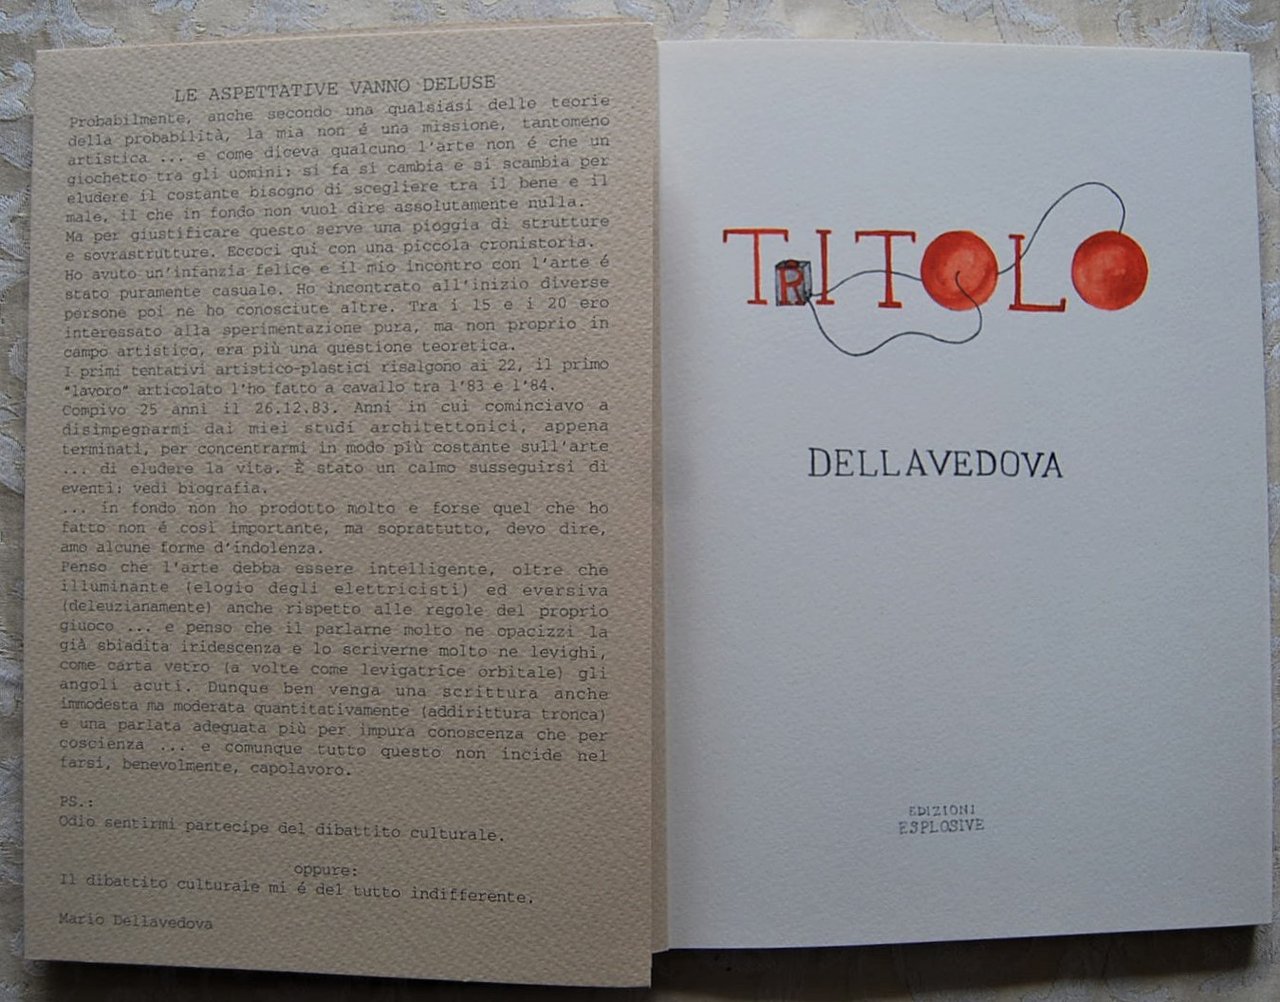 LE ASPETTATIVE VANNO DELUSE
Probabilmente, anche secondo una qualsiasi delle teorie
della probabilità, la mia non é una missione, tantomeno
artistica ... e come diceva qualcuno l'arte non é che un
giochetto tra gli uomini: si fa si cambia e si scambia per
eludere il costante bisogno di scegliere tra il bene e il
male, il che in fondo non vuol dire assolutamente nulla.
Ma per giustificare questo serve una pioggia di strutture
e sovrastrutture. Eccoci qui con una piccola cronistoria.
Ho avuto un'infanzia felice e il mio incontro con l'arte é
stato puramente casuale. Ho incontrato all'inizio diverse
persone poi ne ho conosciute altre. Tra i 15 e i 20 ero
interessato alla sperimentazione pura, ma non proprio in
campo artistico, era più una questione teoretica.
I primi tentativi artistico-plastici risalgono ai 22, il primo
"lavoro" articolato l'ho fatto a cavallo tra l'83 e l'84.
Compivo 25 anni il 26.12.83. Anni in cui cominciavo a
disimpegnarmi dai miei studi architettonici, appena
terminati, per concentrarmi in modo più costante sull'arte
... di eludere la vita. È stato un calmo susseguirsi di
eventi: vedi biografia.
... in fondo non ho prodotto molto e forse quel che ho
fatto non é così importante, ma soprattutto, devo dire,
amo alcune forme d'indolenza.
Penso che l'arte debba essere intelligente, oltre che
illuminante (elogio degli elettricisti) ed eversiva
(deleuzianamente) anche rispetto alle regole del proprio
giuoco ... e penso che il parlarne molto ne opacizzi la
già sbiadita iridescenza e lo scriverne molto ne levighi,
come carta vetro (a volte come levigatrice orbitale) gli
angoli acuti. Dunque ben venga una scrittura anche
immodesta ma moderata quantitativamente (addirittura tronca)
e una parlata adeguata più per impura conoscenza che per
coscienza ... e comunque tutto questo non incide nel
farsi, benevolmente, capolavoro.
PS.:
Odio sentirmi partecipe del dibattito culturale.
oppure:
Il dibattito culturale mi é del tutto indifferente.
Mario Dellavedova
TRITOLO
DELLAVEDOVA
EDIZIONI
ESPLOSIVE